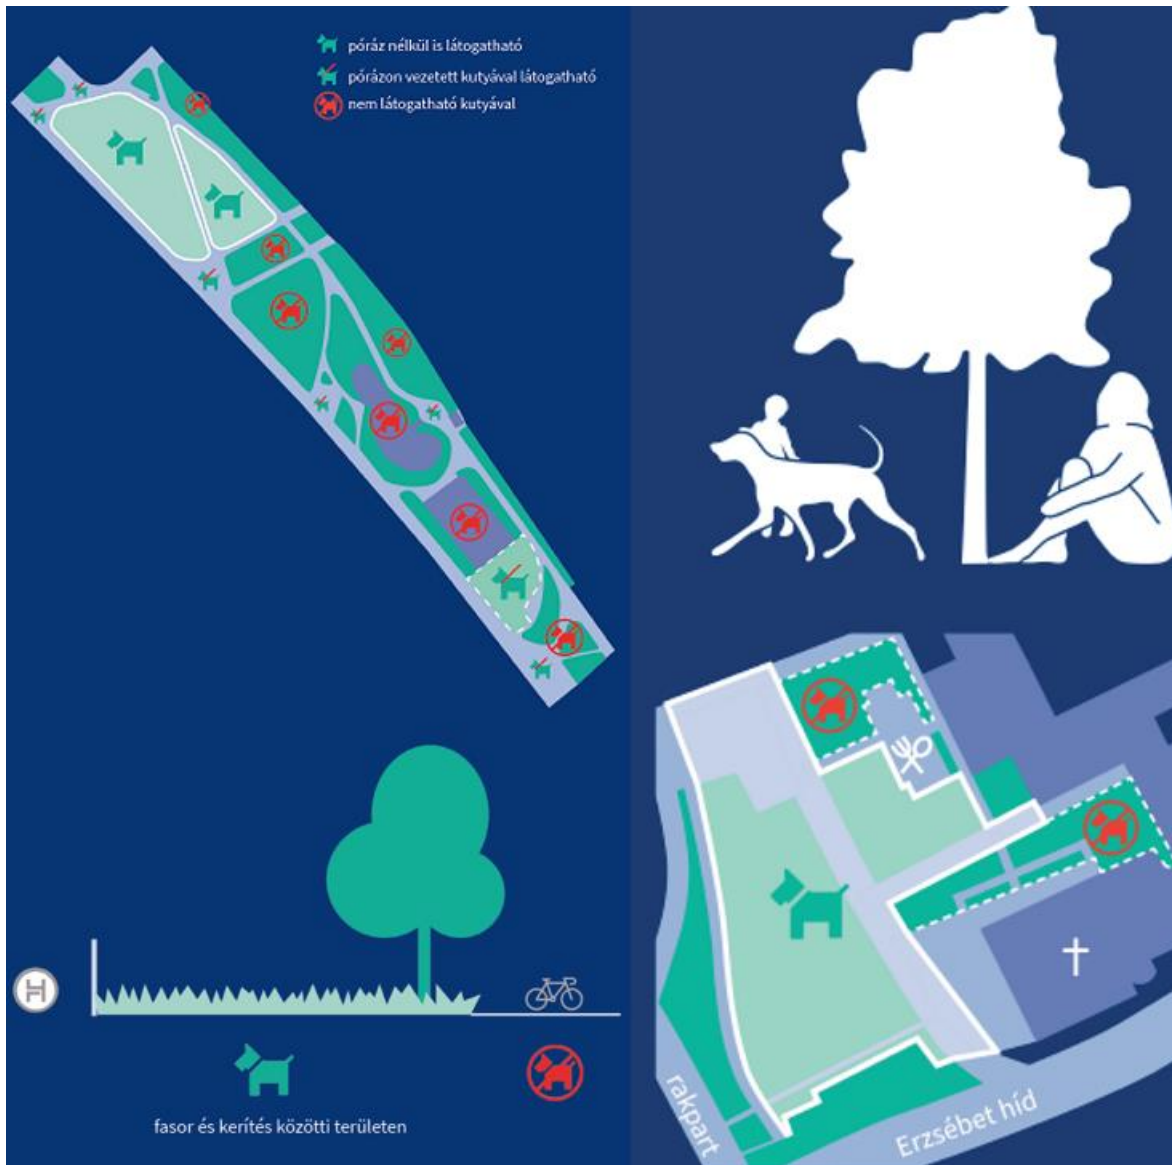 póráz nélkül is látogatható
pórázon vezetett kutyával látogatható
nem látogatható kutyával
H
fasor és kerítés közötti területen
rakpart
Erzsébet híd